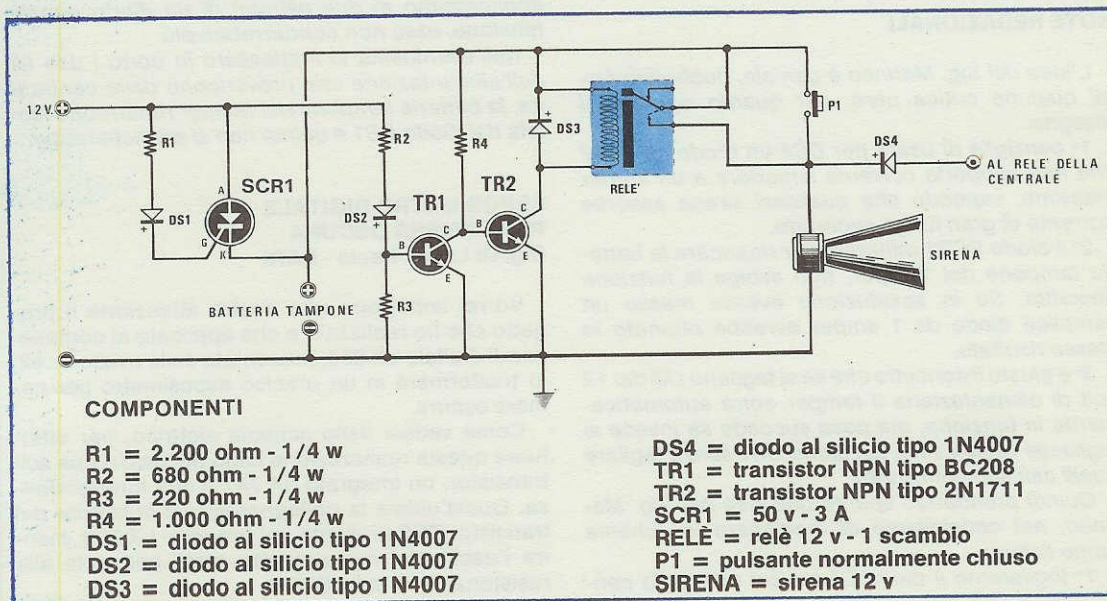 NOTE REDAZIONALI
12 V.
R1
DS1
SCR1
A
G
K
R2
DS2
R3
TR1
B
C
E
R4
TR2
B
C
E
DS3
RELE'
P1
DS4
AL RELE' DELLA
CENTRALE
SIRENA
BATTERIA TAMPONE
COMPONENTI
R1 = 2.200 ohm - 1/4 w
R2 = 680 ohm - 1/4 w
R3 = 220 ohm - 1/4 w
R4 = 1.000 ohm - 1/4 w
DS1 = diodo al silicio tipo 1N4007
DS2 = diodo al silicio tipo 1N4007
DS3 = diodo al silicio tipo 1N4007
DS4 = diodo al silicio tipo 1N4007
TR1 = transistor NPN tipo BC208
TR2 = transistor NPN tipo 2N1711
SCR1 = 50 v - 3 A
RELÈ = relè 12 v - 1 scambio
P1 = pulsante normalmente chiuso
SIRENA = sirena 12 v